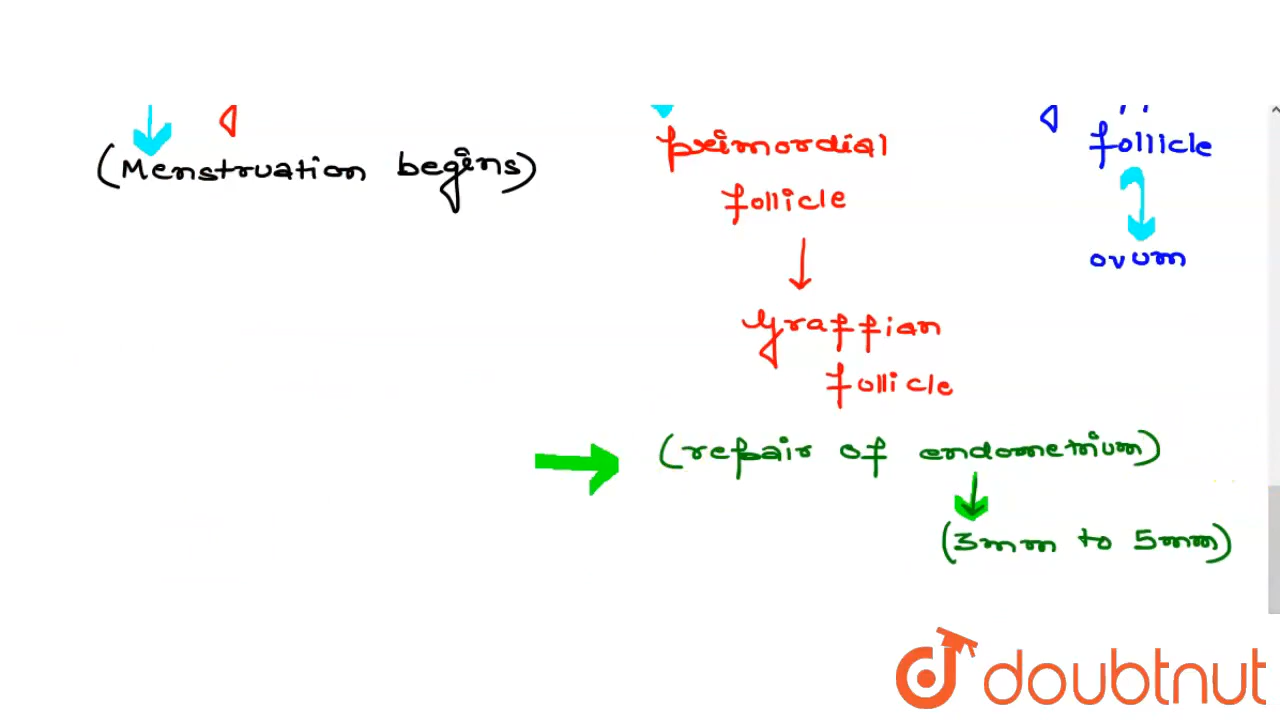 (Menstruation begins)
primordial
follicle
Graffian
follicle
(repair of endometrium)
(3mm to 5mm)
follicle
ovum
doubtnut